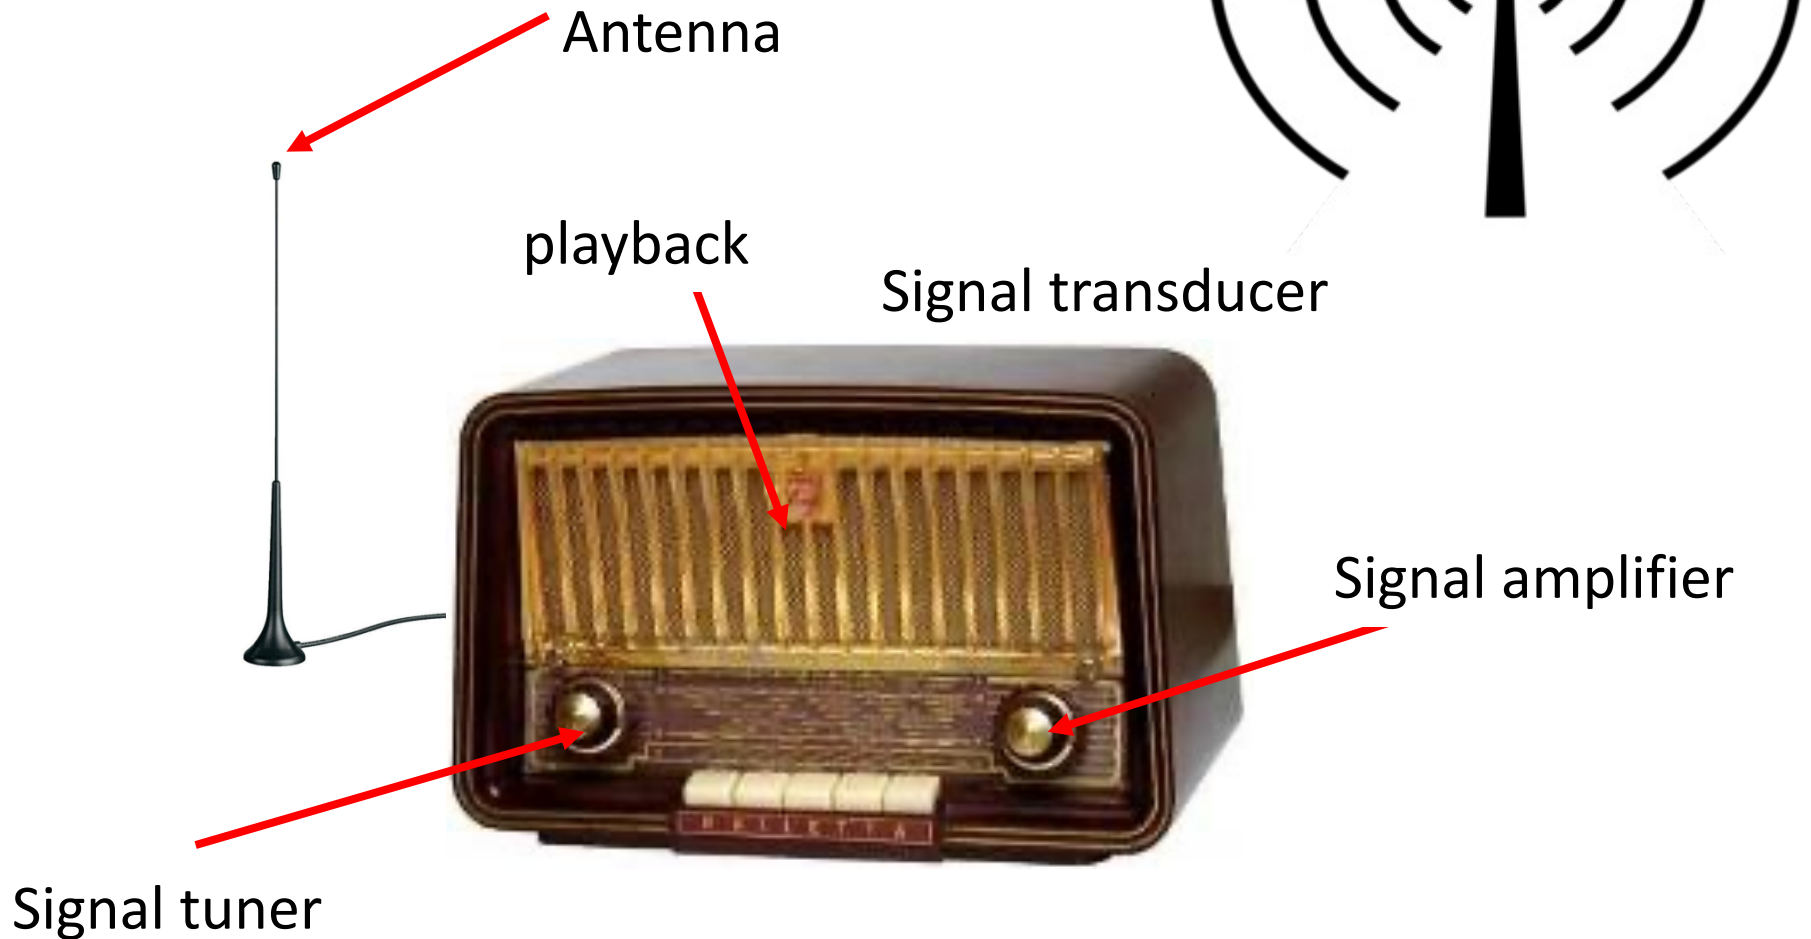 Antenna
playback
Signal transducer
Signal amplifier
Signal tuner